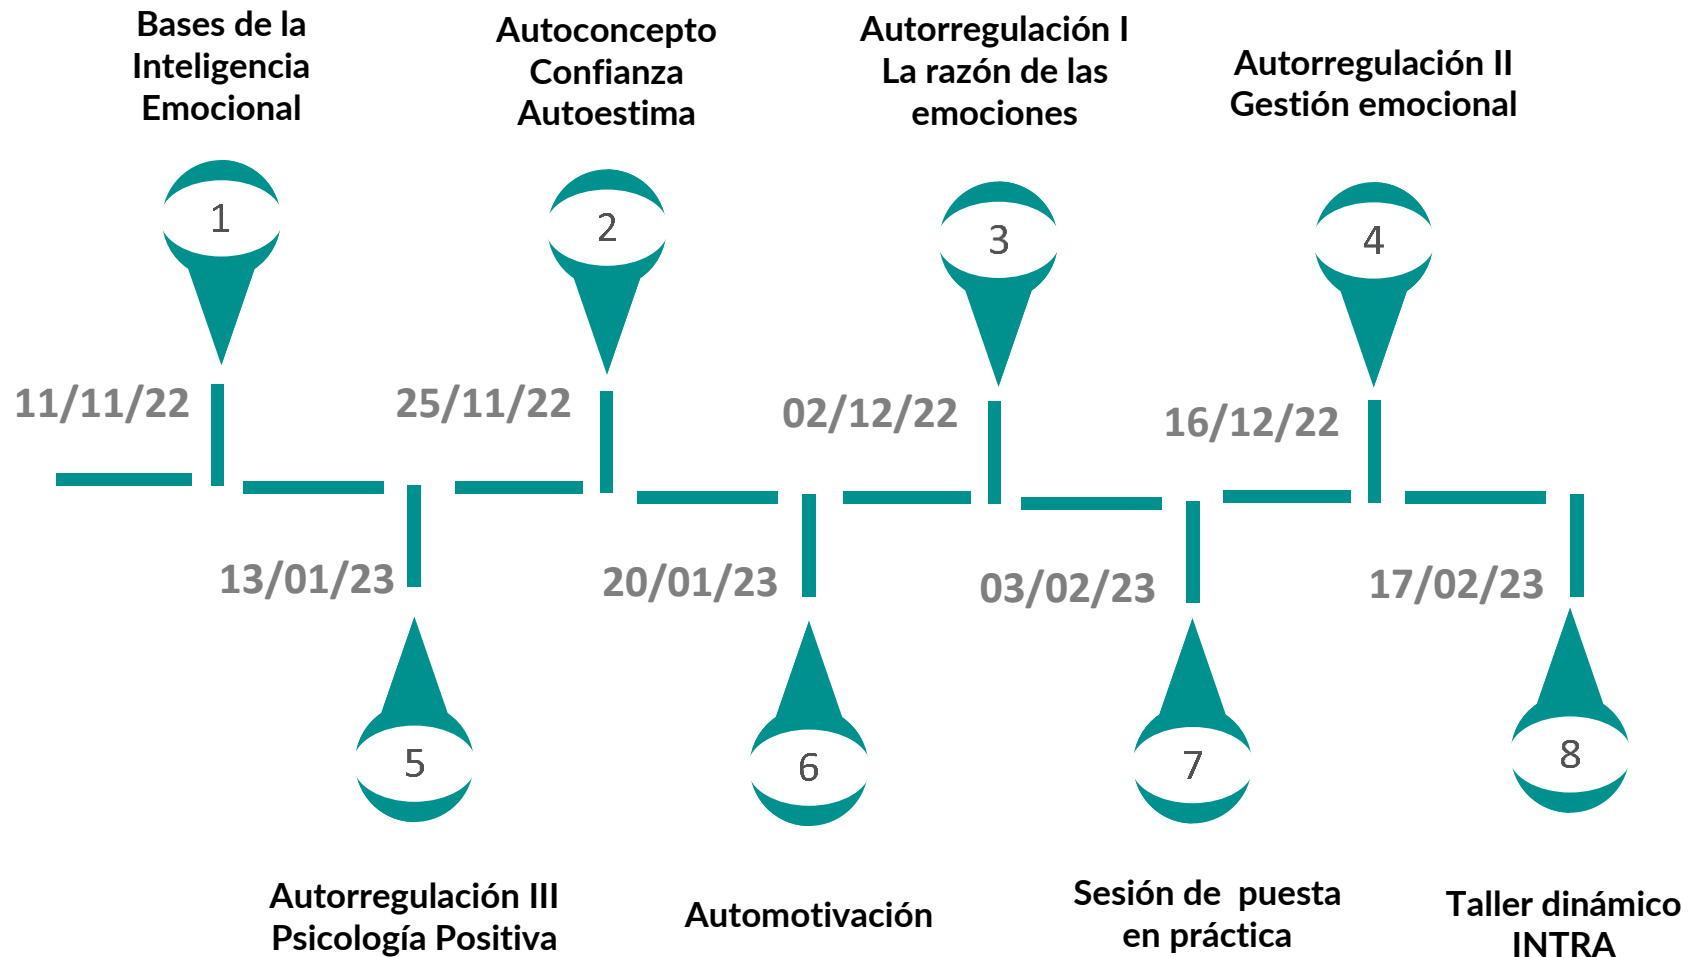 Bases de la
Inteligencia
Emocional
1
11/11/22
Autoconcepto
Confianza
Autoestima
2
25/11/22
Autorregulación I
La razón de las
emociones
3
02/12/22
Autorregulación II
Gestión emocional
4
16/12/22
13/01/23
5
Autorregulación III
Psicología Positiva
20/01/23
6
Automotivación
03/02/23
7
Sesión de  puesta
en práctica
17/02/23
8
Taller dinámico
INTRA